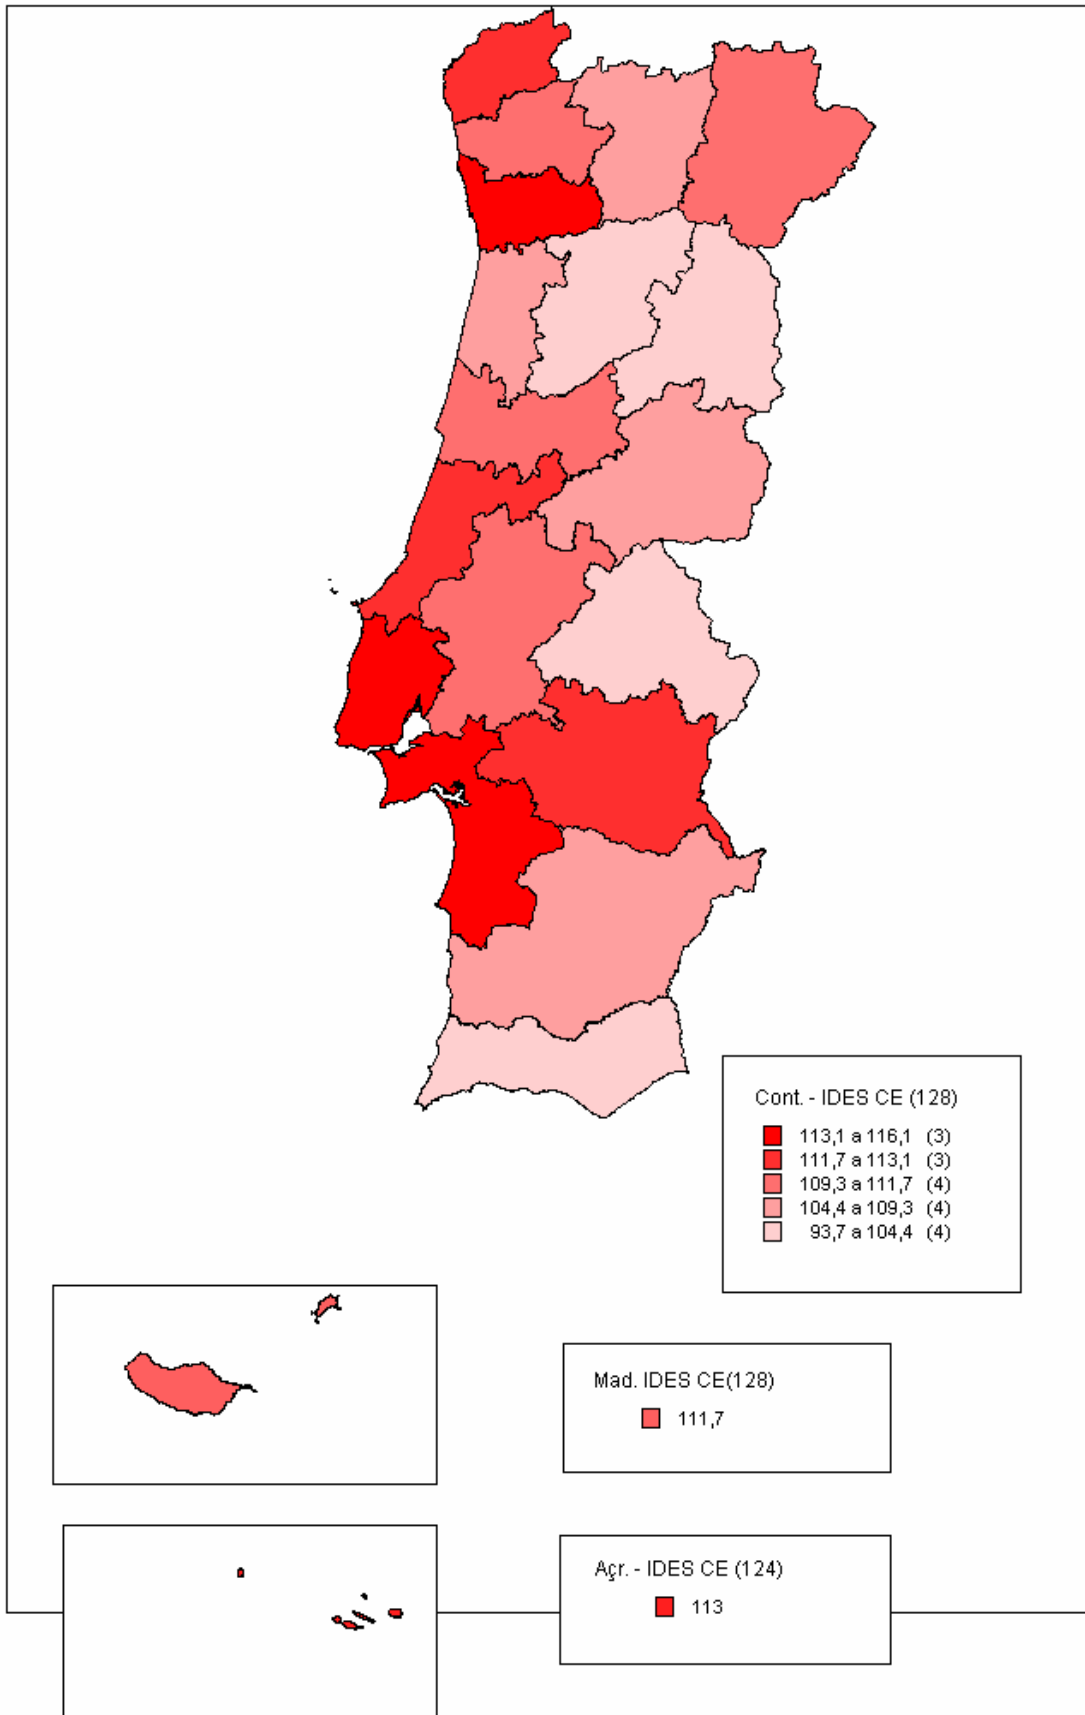 Cont. - IDES CE (128)
113,1 a 116,1 (3)
111,7 a 113,1 (3)
109,3 a 111,7 (4)
104,4 a 109,3 (4)
93,7 a 104,4 (4)
Mad. IDES CE(128)
111,7
Açr. - IDES CE (124)
113